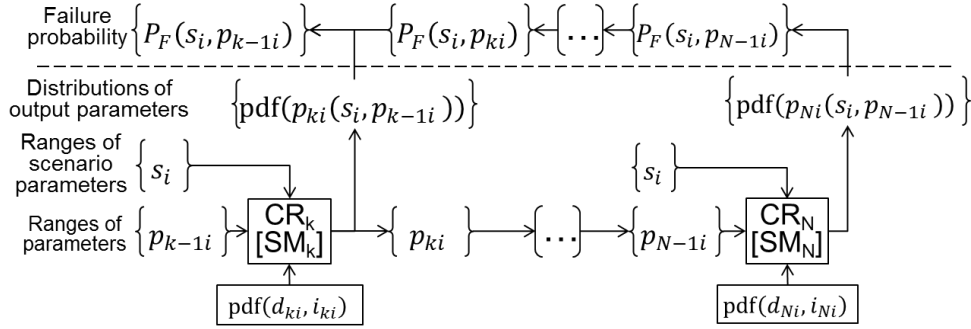 Failure probability {P_F(s_i, p_{k-1i})} {P_F(s_i, p_{ki})} {...} {P_F(s_i, p_{N-1i})}
Distributions of output parameters {pdf(p_{ki}(s_i, p_{k-1i}))} {pdf(p_{Ni}(s_i, p_{N-1i}))}
Ranges of scenario parameters {s_i} {s_i}
Ranges of parameters {p_{k-1i}} CR_k [SM_k] {p_{ki}} {...} {p_{N-1i}} CR_N [SM_N]
pdf(d_{ki}, i_{ki}) pdf(d_{Ni}, i_{Ni})